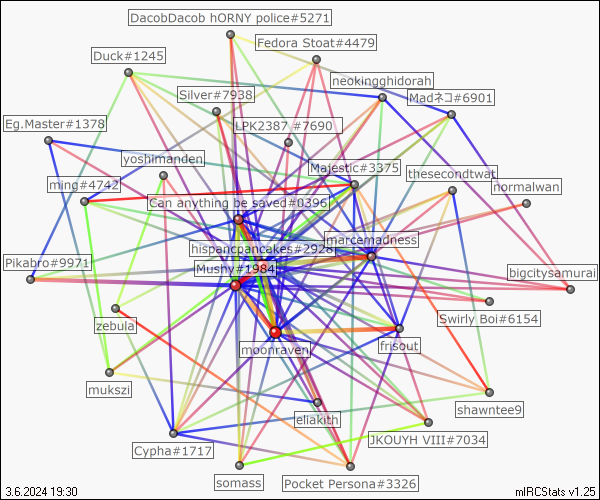 DacobDacob hORNY police#5271
Fedora Stoat#4479
Duck#1245
neokingghidorah
Silver#7938
Madネコ#6901
Eg.Master#1378
LPK2387 #7690
yoshimanden
Majestic#3375
thesecondtwat
ming#4742
normalwan
Can anything be saved#0396
marcemadness
hispancpancakes#2928
Pikabro#9971
Mushy#1984
bigcitysamurai
Swirly Boi#6154
zebula
moonraven
frisout
mukszi
shawntee9
eliakith
JKOUYH VIII#7034
Cypha#1717
somass
Pocket Persona#3326
3.6.2024 19:30
mIRCStats v1.25